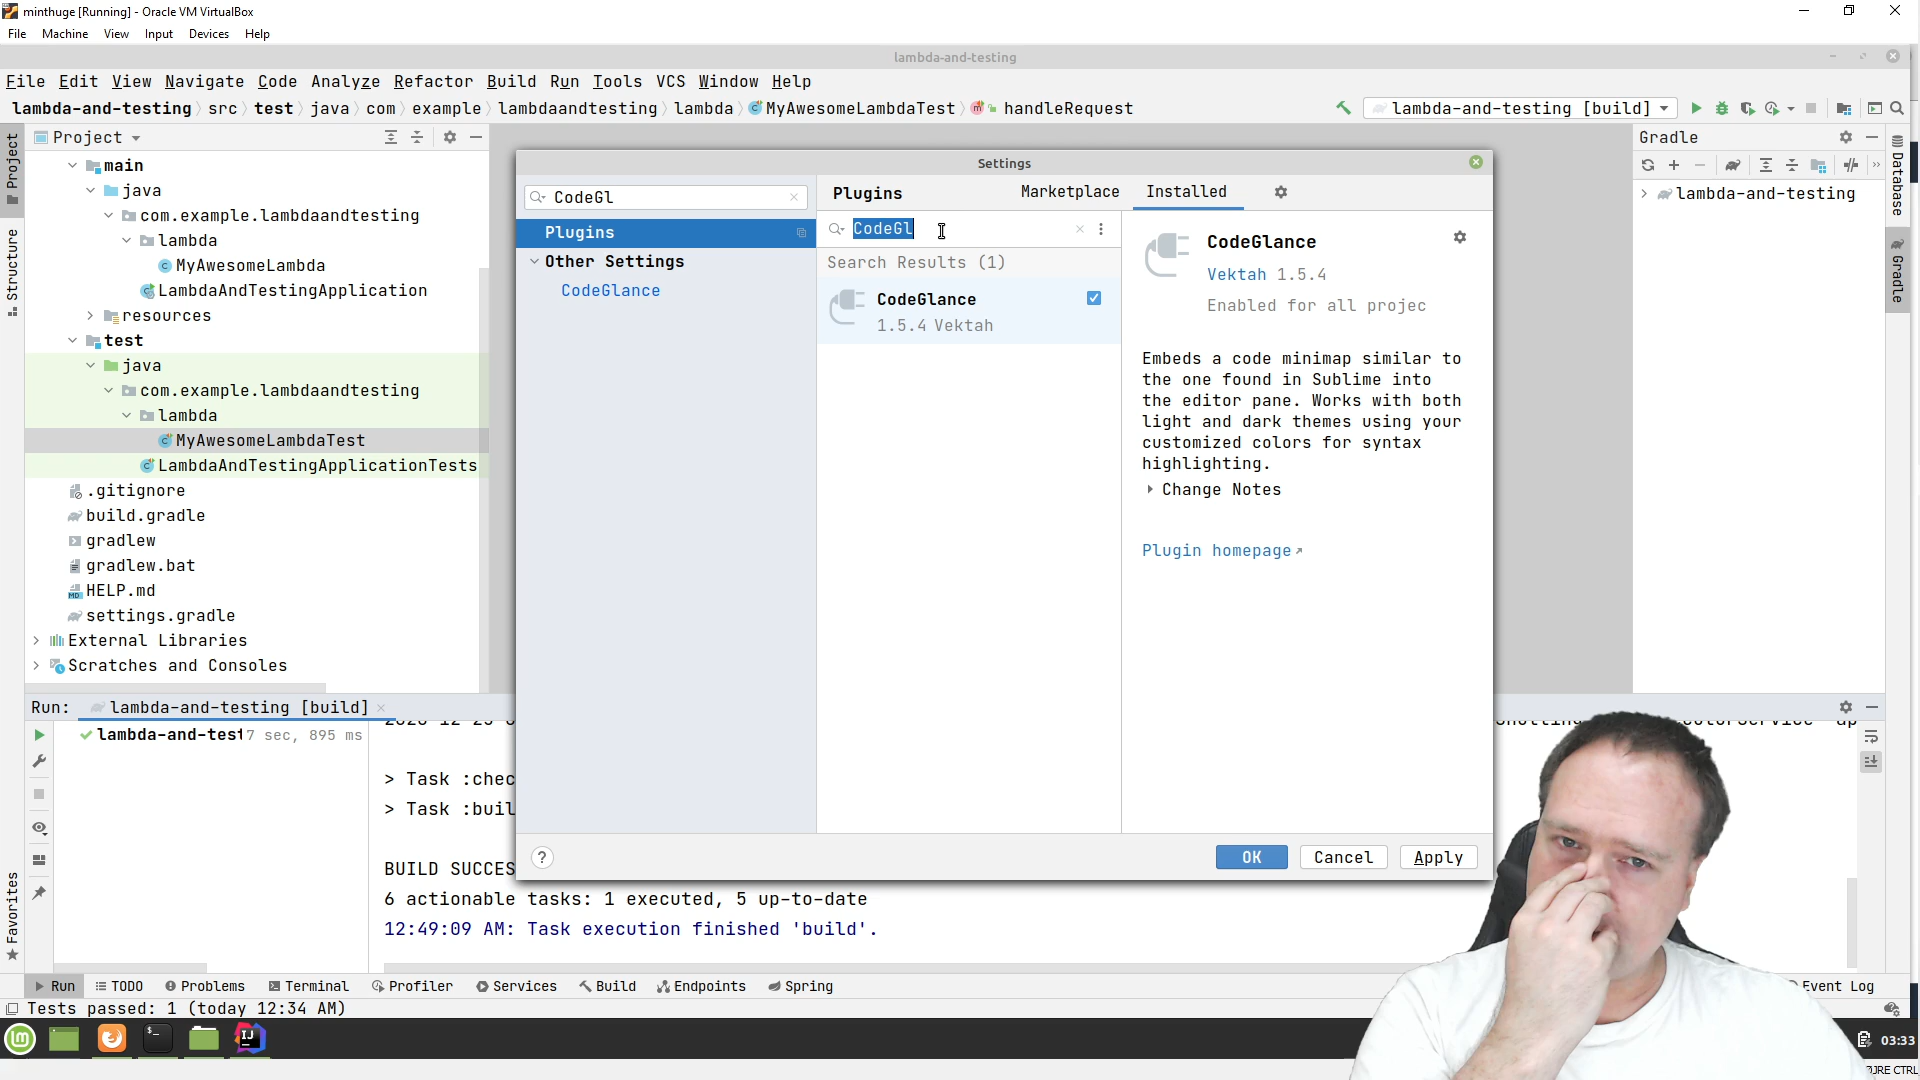 minthuge [Running] - Oracle VM VirtualBox
File Machine View Input Devices Help
lambda-and-testing
File Edit View Navigate Code Analyze Refactor Build Run Tools VCS Window Help
lambda-and-testing src test java com example lambdaandtesting lambda MyAwesomeLambdaTest handleRequest
lambda-and-testing [build]
Project
Project
Structure
Favorites
main
java
com.example.lambdaandtesting
lambda
MyAwesomeLambda
LambdaAndTestingApplication
resources
test
java
com.example.lambdaandtesting
lambda
MyAwesomeLambdaTest
LambdaAndTestingApplicationTests
.gitignore
build.gradle
gradlew
gradlew.bat
HELP.md
settings.gradle
External Libraries
Scratches and Consoles
Settings
CodeGl
Plugins
Other Settings
CodeGlance
Plugins Marketplace Installed
CodeGl
Search Results (1)
CodeGlance
1.5.4 Vektah
CodeGlance
Vektah 1.5.4
Enabled for all projec
Embeds a code minimap similar to
the one found in Sublime into
the editor pane. Works with both
light and dark themes using your
customized colors for syntax
highlighting.
Change Notes
Plugin homepage
? OK Cancel Apply
Gradle
lambda-and-testing
Database
Gradle
Run: lambda-and-testing [build]
lambda-and-test 7 sec, 895 ms
> Task :chec
> Task :buil
BUILD SUCCES
6 actionable tasks: 1 executed, 5 up-to-date
12:49:09 AM: Task execution finished 'build'.
Run TODO Problems Terminal Profiler Services Build Endpoints Spring Event Log
Tests passed: 1 (today 12:34 AM)
03:33